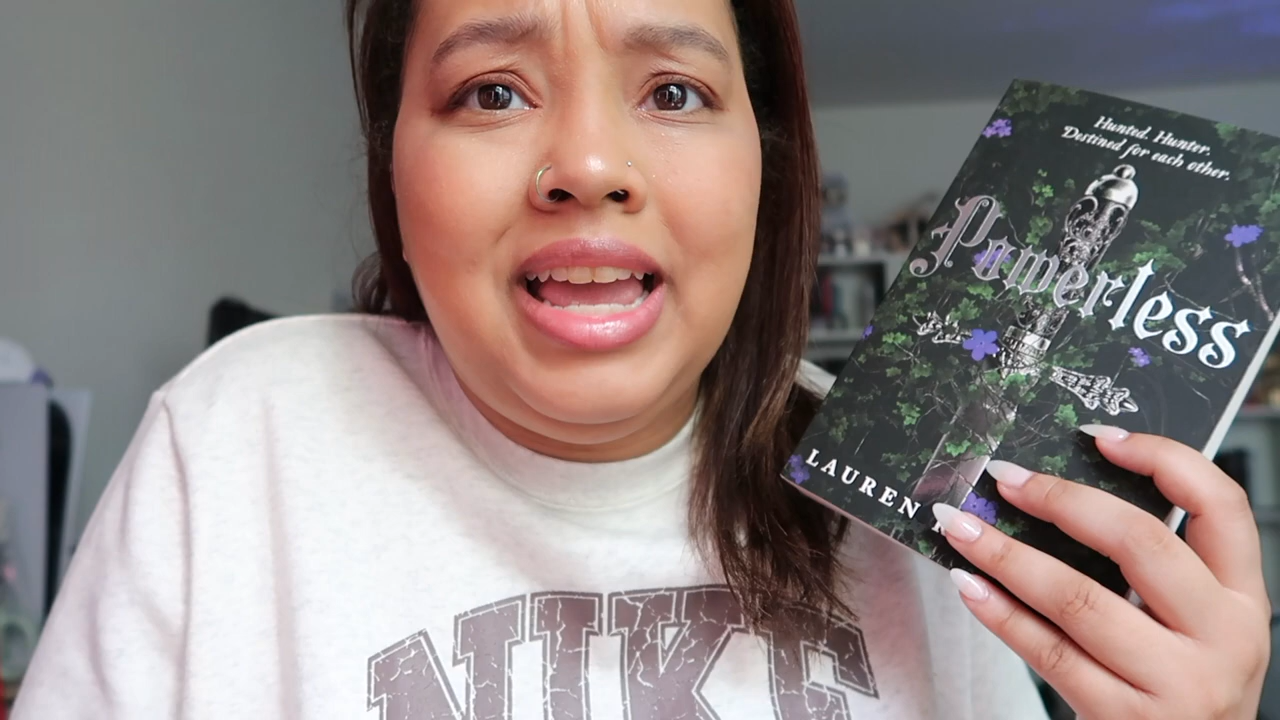 Hunted. Hunter.
Destined for each other.
Powerless
LAUREN
NIKE